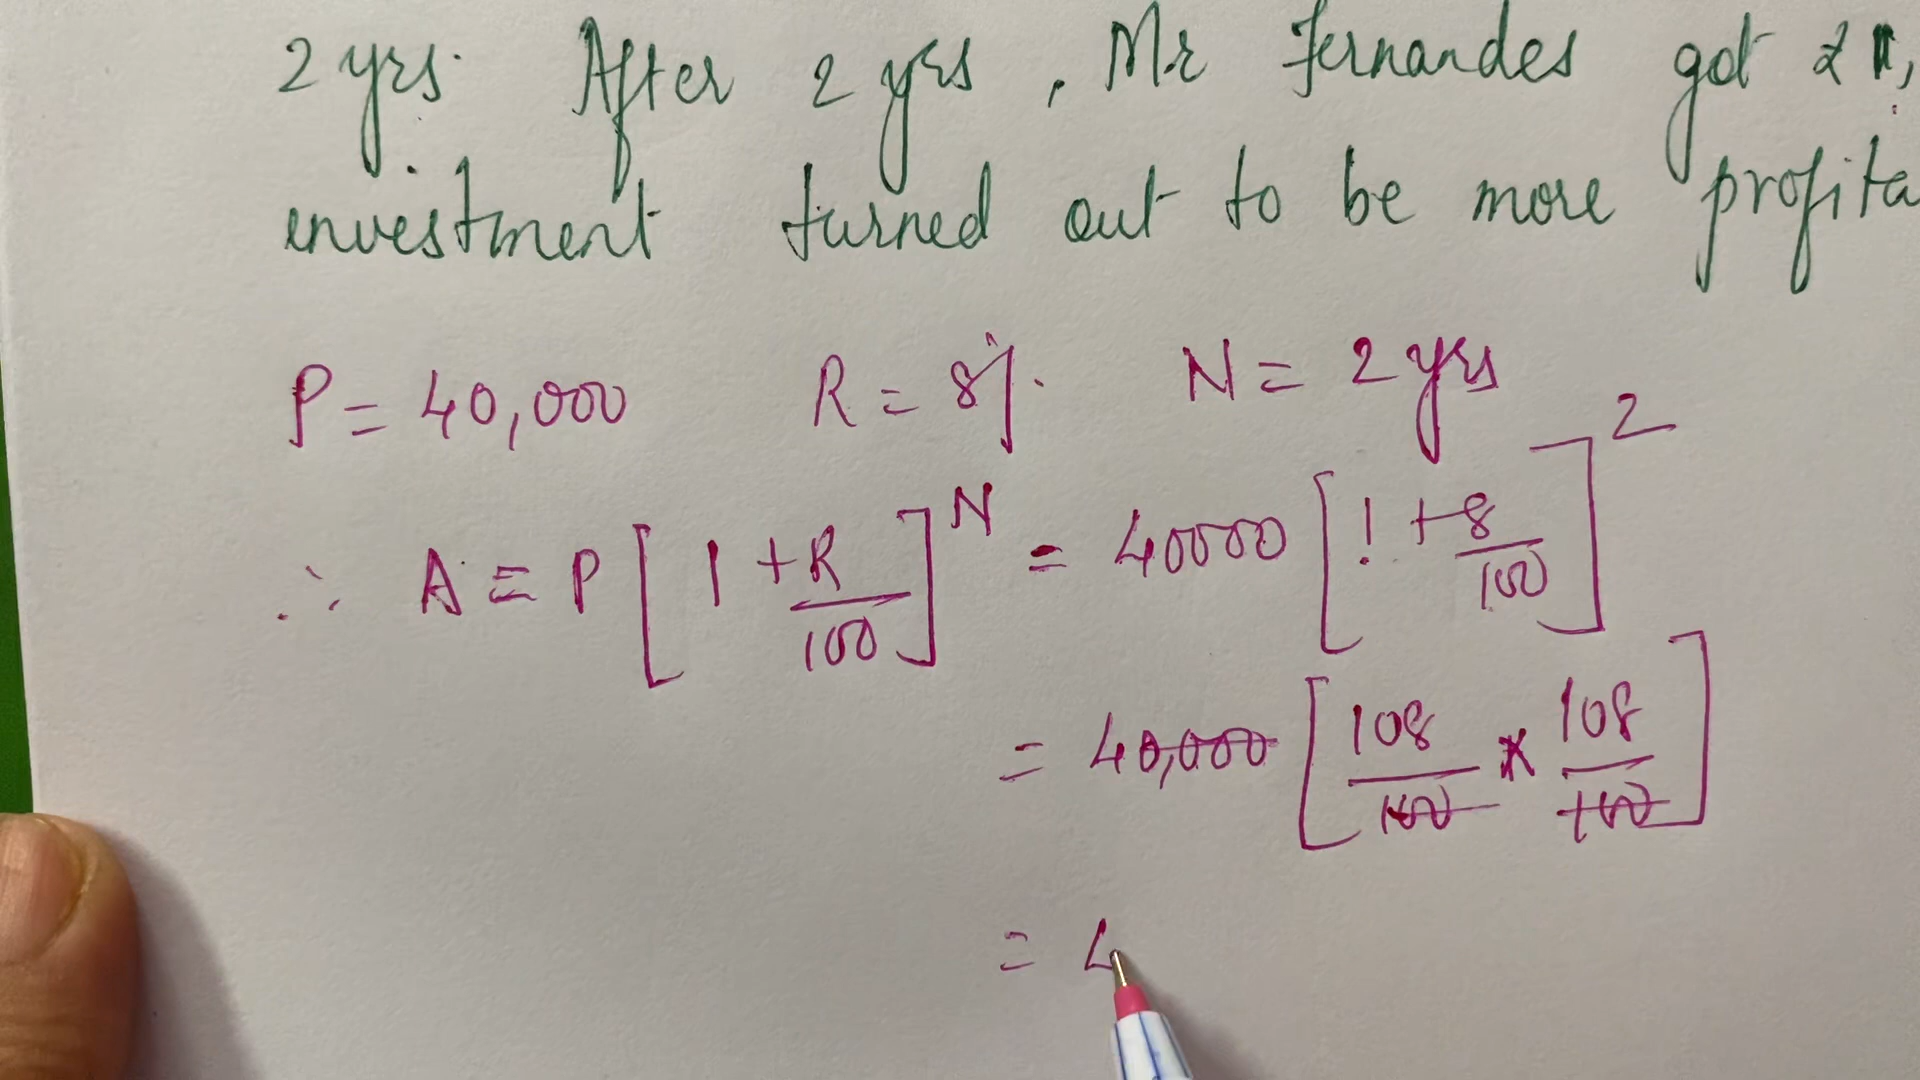 2 yrs. After 2 yrs, Mr Fernandes got
investment turned out to be more profita
P = 40,000 R = 8% N = 2 yrs
∴ A = P [1 + R/100]^N = 40000 [1 + 8/100]^2
= 40,000 [108/100 × 108/100]
= 4